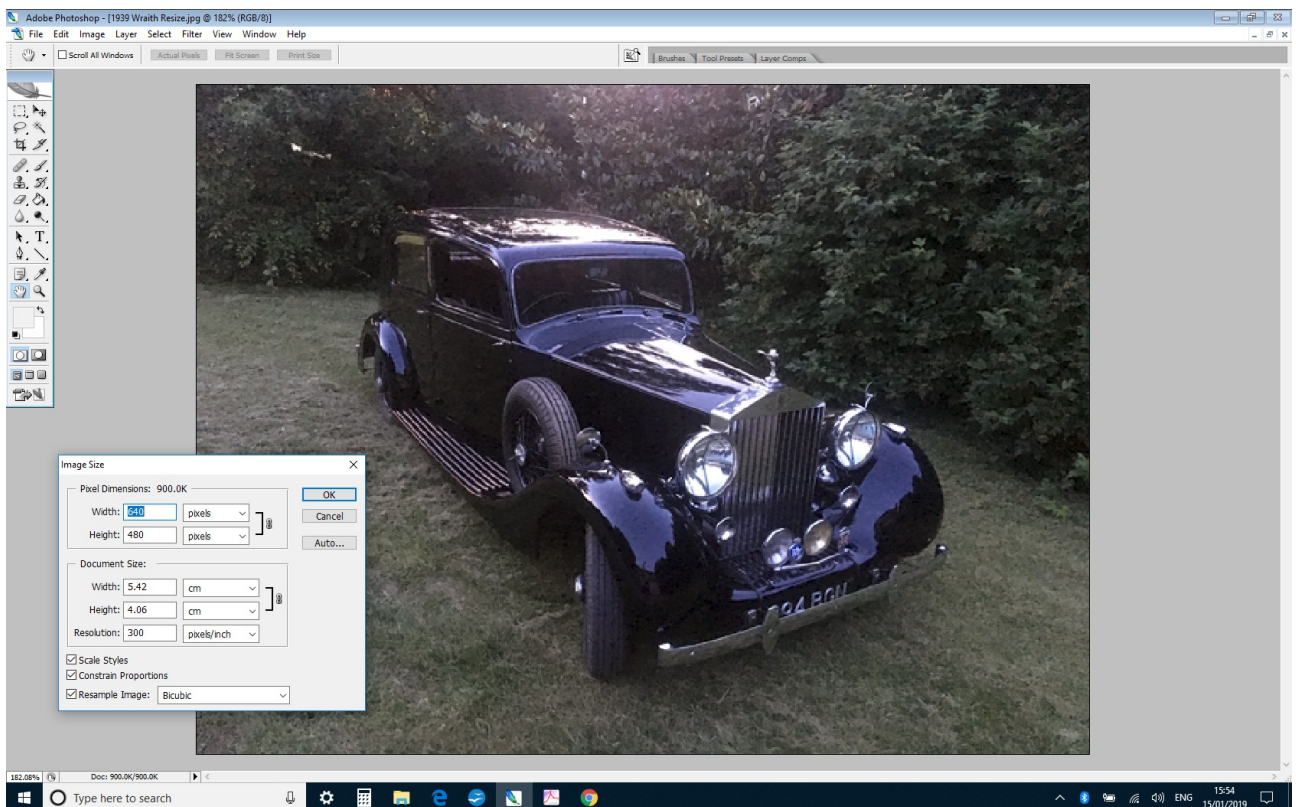 Adobe Photoshop - [1939 Wraith Resize.jpg @ 182% (RGB/8)]
File Edit Image Layer Select Filter View Window Help
Scroll All Windows Actual Pixels Fit Screen Print Size Brushes Tool Presets Layer Comps
T
Image Size
Pixel Dimensions: 900.0K
Width: 640 pixels
Height: 480 pixels
OK
Cancel
Auto...
Document Size:
Width: 5.42 cm
Height: 4.06 cm
Resolution: 300 pixels/inch
Scale Styles
Constrain Proportions
Resample Image: Bicubic
182.08% Doc: 900.0K/900.0K
Type here to search
ENG
15:54
15/01/2019